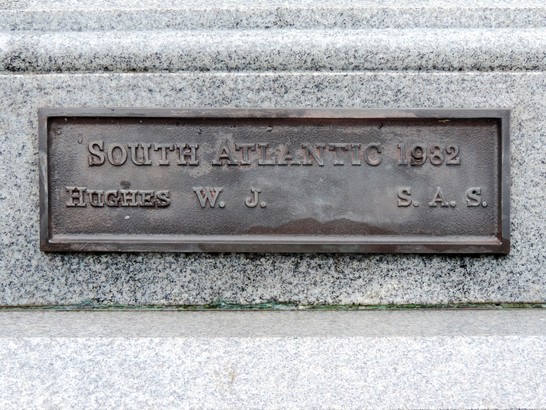 SOUTH ATLANTIC 1982
HUGHES W. J. S. A.. S.